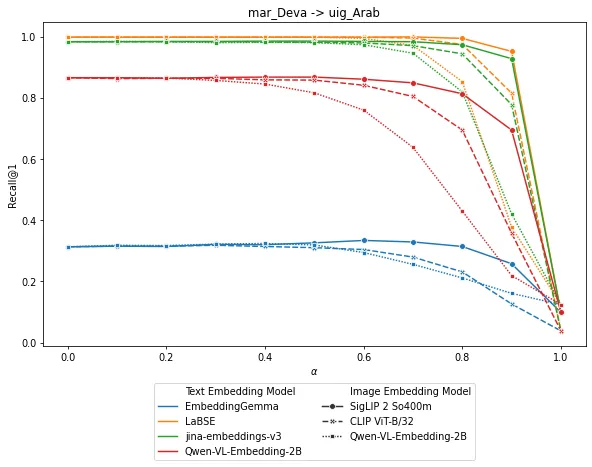 mar_Deva -> uig_Arab
Recall@1
1.0
0.8
0.6
0.4
0.2
0.0
0.0 0.2 0.4 0.6 0.8 1.0
α
Text Embedding Model
EmbeddingGemma
LaBSE
jina-embeddings-v3
Qwen-VL-Embedding-2B
Image Embedding Model
SigLIP 2 So400m
CLIP ViT-B/32
Qwen-VL-Embedding-2B